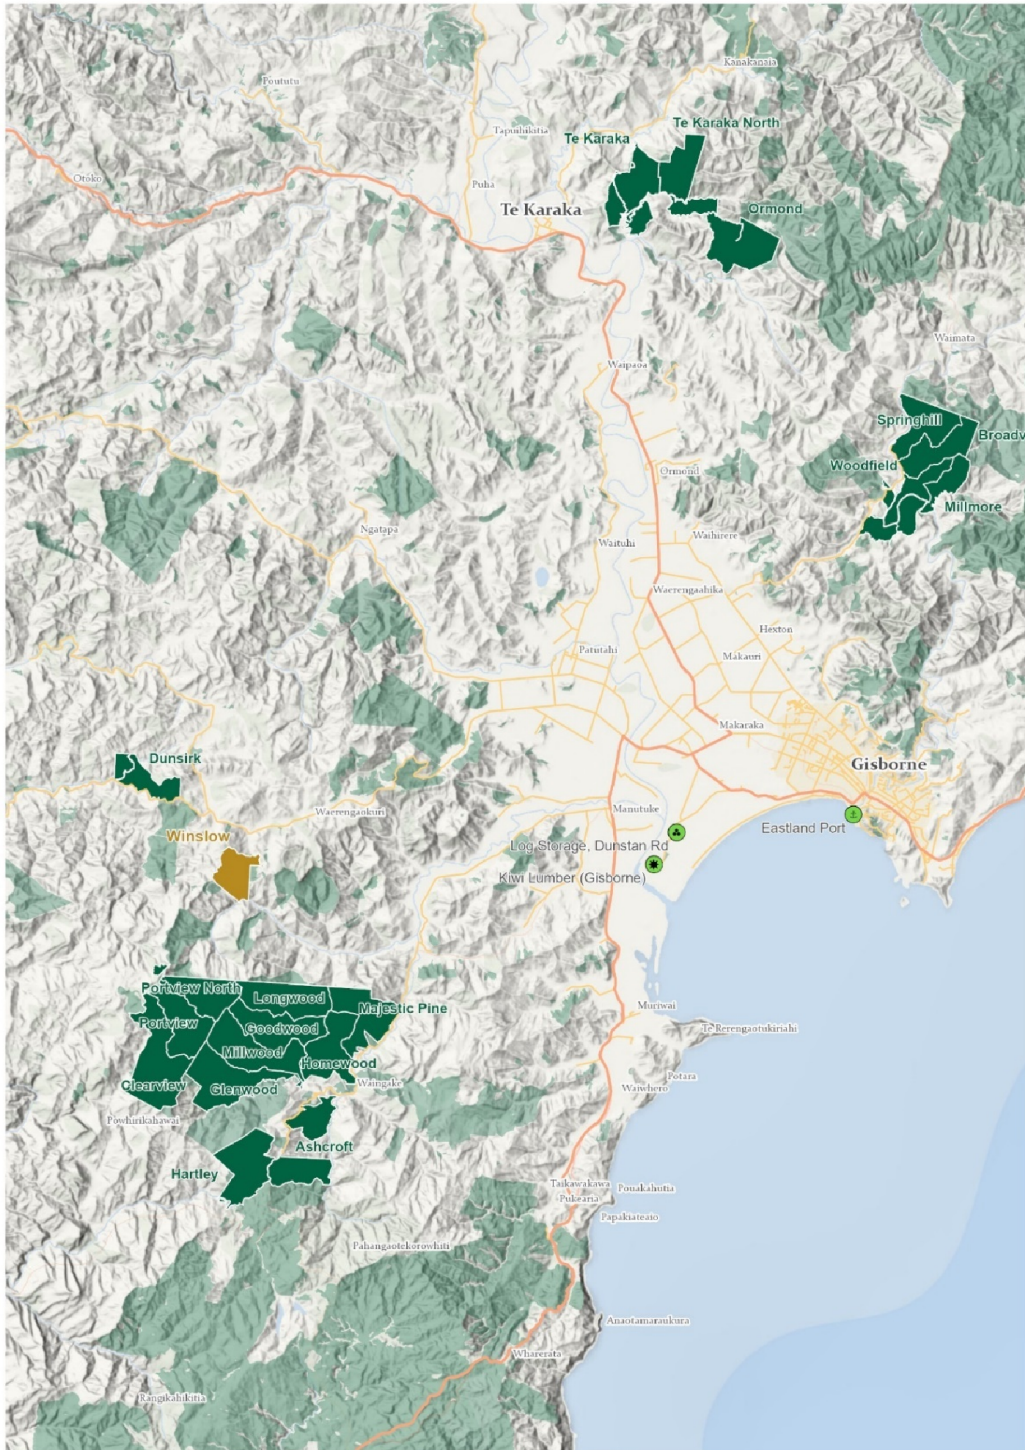 Kanakanaia
Poututu
Tapuihikitia
Te Karaka North
Te Karaka
Otoko
Puha
Te Karaka
Ormond
Waimata
Waipaoa
Springhill
Broadv
Woodfield
Ormond
Millmore
Ngatapa
Waihirere
Waituhi
Waerengaahika
Hexton
Patutahi
Makauri
Makaraka
Dunsirk
Gisborne
Waerengaokuri
Manutuke
Eastland Port
Winslow
Log Storage, Dunstan Rd
Kiwi Lumber (Gisborne)
Portview North
Longwood
Majestic Pine
Muriwai
Portview
Goodwood
Te Rerengaotukiriahi
Millwood
Homewood
Potara
Clearview
Glenwood
Waingake
Waiwhero
Powhirikahawai
Ashcroft
Hartley
Taikawakawa
Pouakahutia
Pukearia
Papakiateaio
Pahangaotekorowhiti
Anaotamaraukura
Wharerata
Rangikahikitia